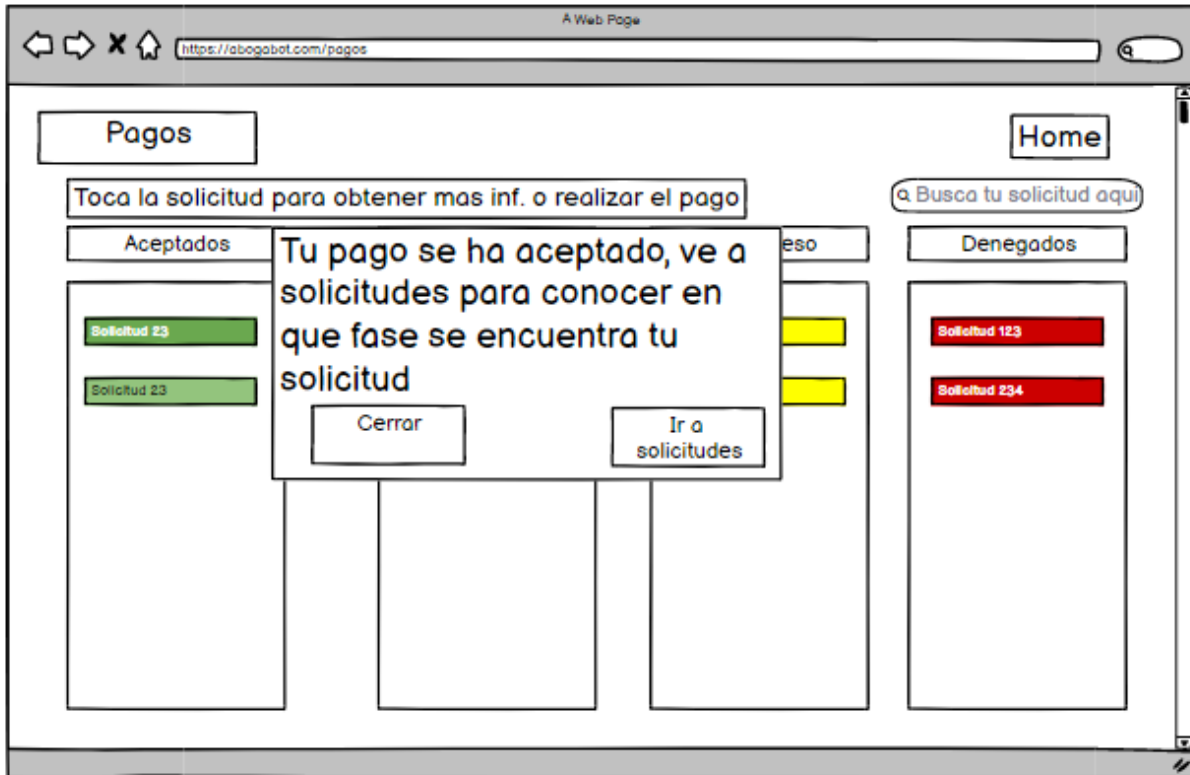 A Web Page
https://abogabot.com/pagos
Pagos
Home
Toca la solicitud para obtener mas inf. o realizar el pago
Busca tu solicitud aqui
Aceptados
eso
Denegados
Tu pago se ha aceptado, ve a
solicitudes para conocer en
que fase se encuentra tu
solicitud
Cerrar
Ir a
solicitudes
Solicitud 23
Solicitud 23
Solicitud 123
Solicitud 234